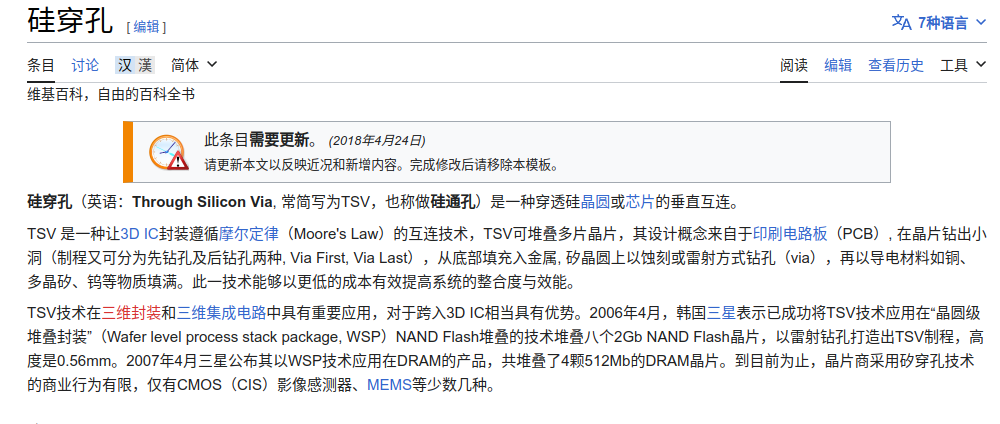 硅穿孔 [ 编辑 ]
7种语言
条目 讨论 汉 漢 简体 阅读 编辑 查看历史 工具
维基百科，自由的百科全书
此条目需要更新。 (2018年4月24日)
请更新本文以反映近况和新增内容。完成修改后请移除本模板。
硅穿孔（英语：Through Silicon Via, 常简写为TSV，也称做硅通孔）是一种穿透硅晶圆或芯片的垂直互连。
TSV 是一种让3D IC封装遵循摩尔定律（Moore's Law）的互连技术，TSV可堆叠多片晶片，其设计概念来自于印刷电路板（PCB）, 在晶片钻出小
洞（制程又可分为先钻孔及后钻孔两种, Via First, Via Last），从底部填充入金属, 矽晶圆上以蚀刻或雷射方式钻孔（via），再以导电材料如铜、
多晶矽、钨等物质填满。此一技术能够以更低的成本有效提高系统的整合度与效能。
TSV技术在三维封装和三维集成电路中具有重要应用，对于跨入3D IC相当具有优势。2006年4月，韩国三星表示已成功将TSV技术应用在“晶圆级
堆叠封装”（Wafer level process stack package, WSP）NAND Flash堆叠的技术堆叠八个2Gb NAND Flash晶片，以雷射钻孔打造出TSV制程，高
度是0.56mm。2007年4月三星公布其以WSP技术应用在DRAM的产品，共堆叠了4颗512Mb的DRAM晶片。到目前为止，晶片商采用矽穿孔技术
的商业行为有限，仅有CMOS（CIS）影像感测器、MEMS等少数几种。